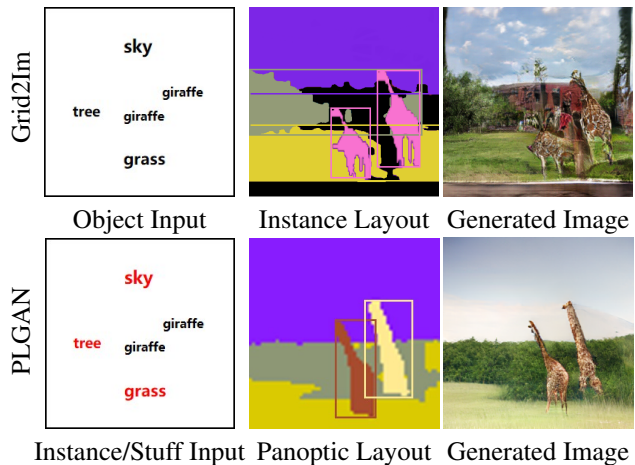 Grid2Im
sky
giraffe
tree
giraffe
grass
Object Input
Instance Layout
Generated Image
PLGAN
sky
giraffe
tree
giraffe
grass
Instance/Stuff Input
Panoptic Layout
Generated Image